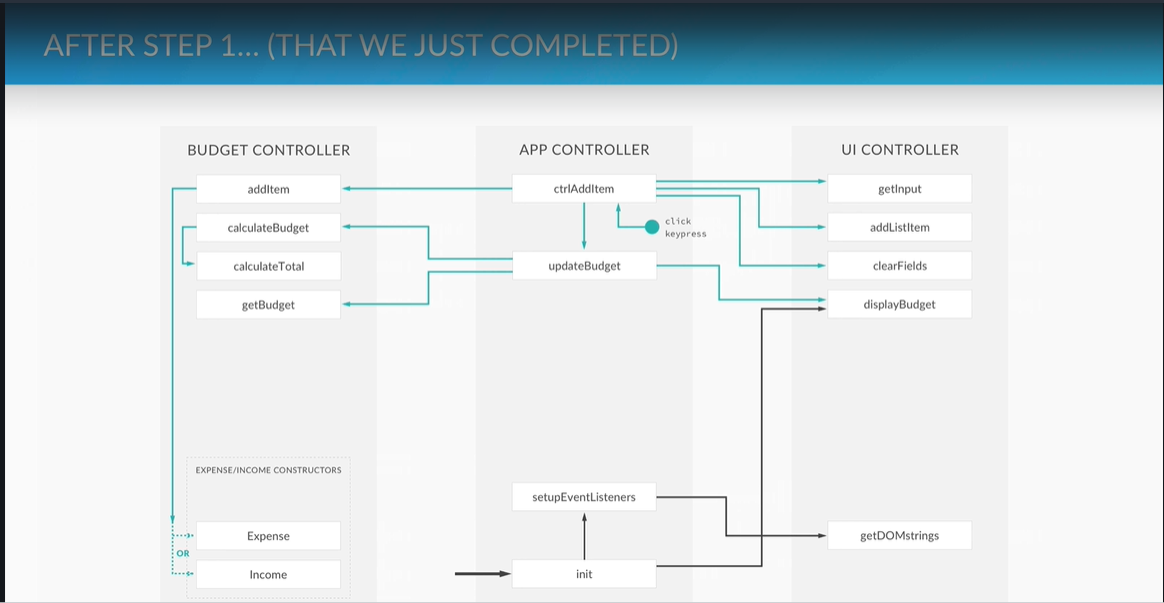 AFTER STEP 1... (THAT WE JUST COMPLETED)
BUDGET CONTROLLER
addItem
calculateBudget
calculateTotal
getBudget
EXPENSE/INCOME CONSTRUCTORS
Expense
OR
Income
APP CONTROLLER
ctrlAddItem
click
keypress
updateBudget
setupEventListeners
init
UI CONTROLLER
getInput
addListItem
clearFields
displayBudget
getDOMstrings